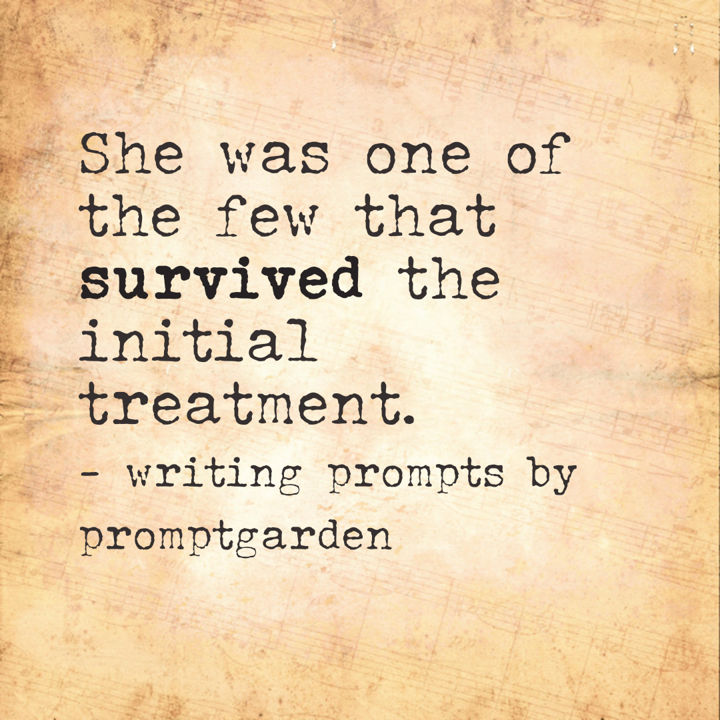 She was one of
the few that
survived the
initial
treatment.
- writing prompts by
promptgarden